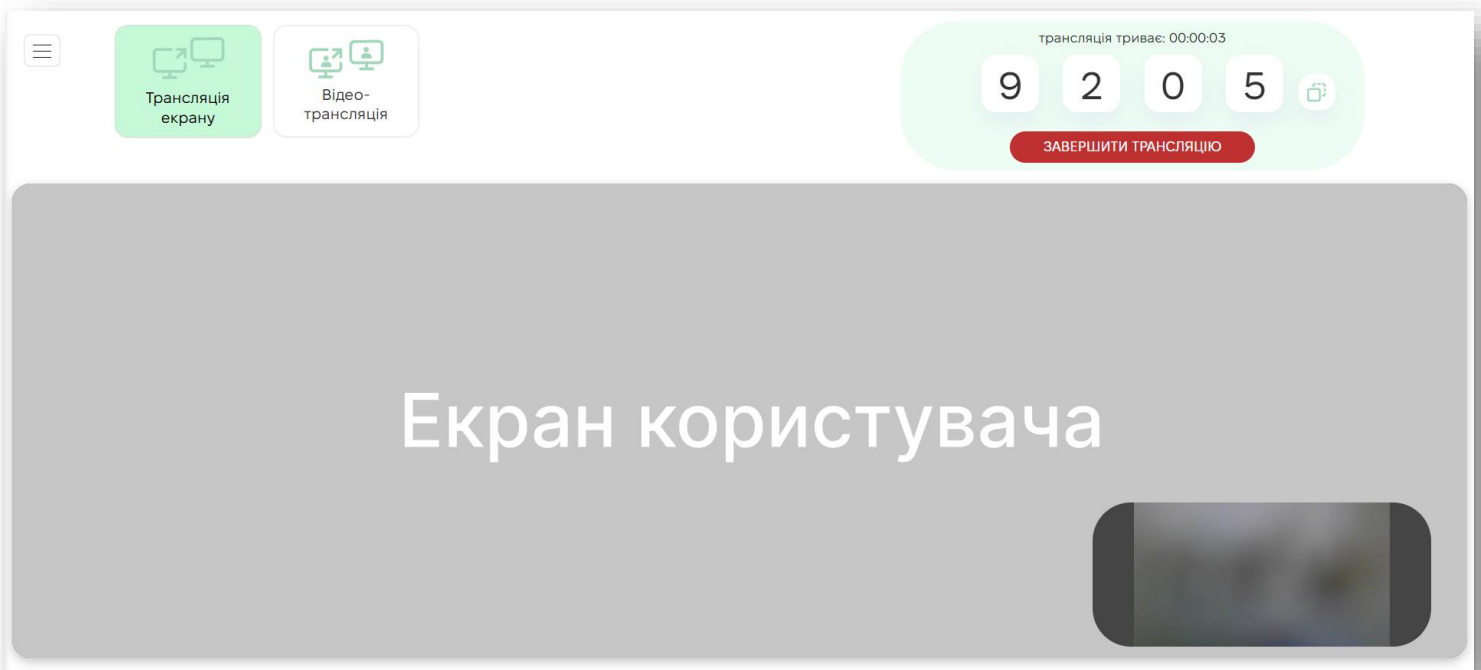 Трансляція
екрану
Відео-
трансляція
трансляція триває: 00:00:03
9 2 0 5
ЗАВЕРШИТИ ТРАНСЛЯЦІЮ
Екран користувача